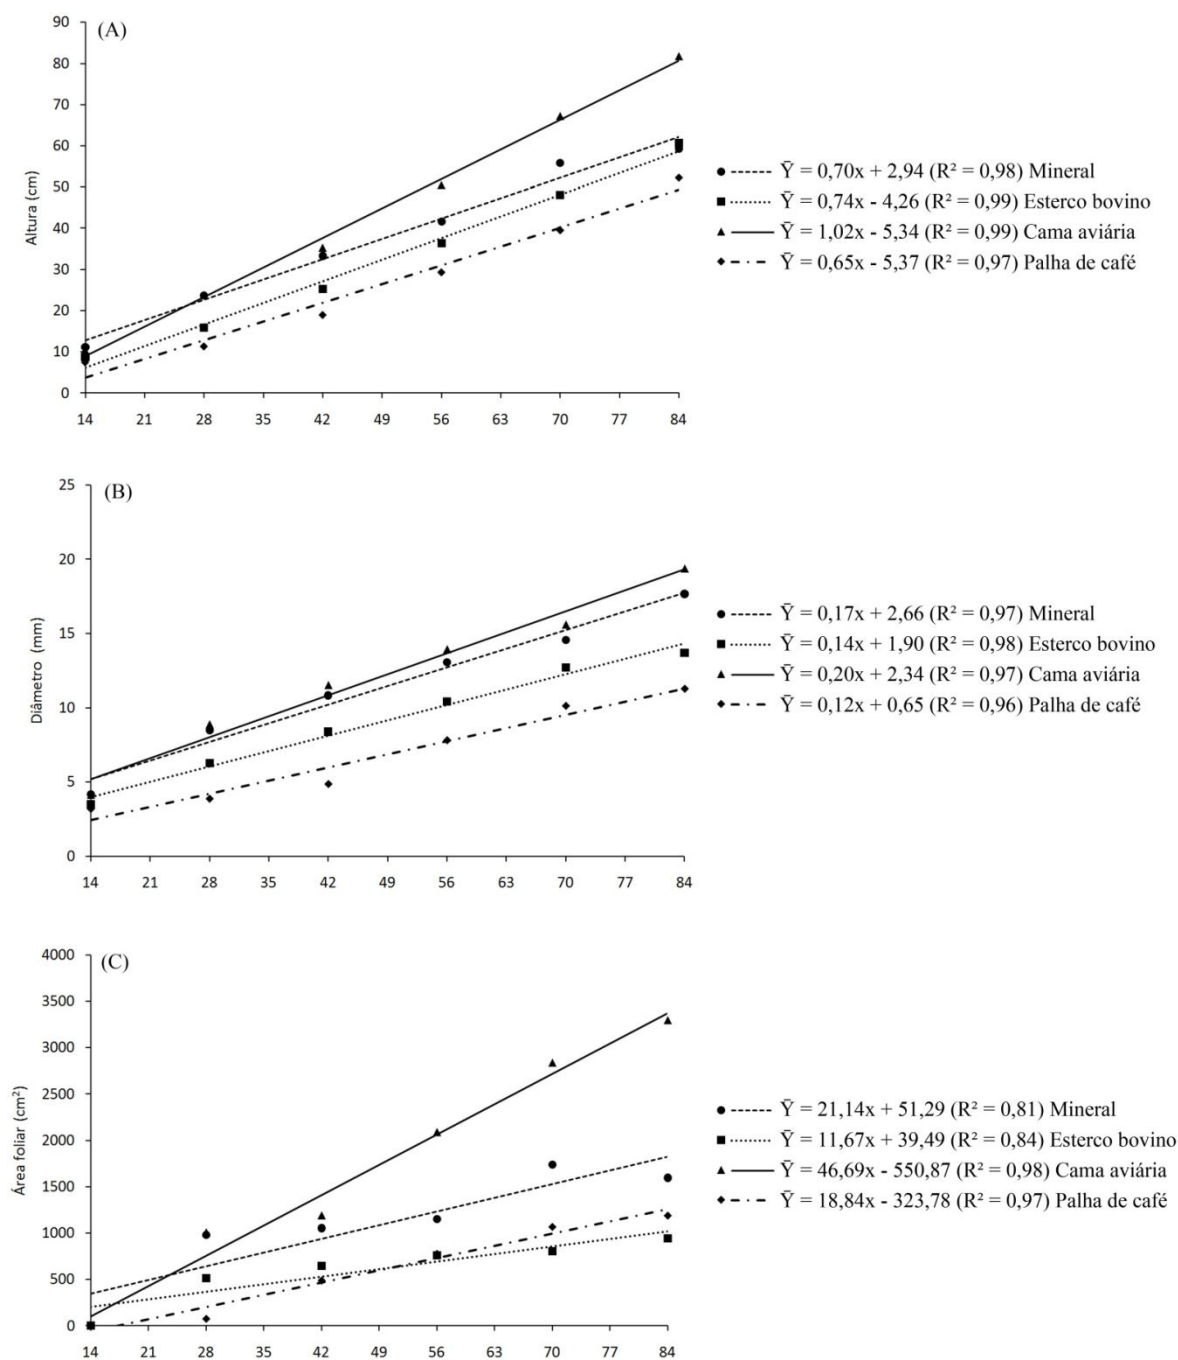 (A)
90
80
70
60
50
40
30
20
10
0
Altura (cm)
14 21 28 35 42 49 56 63 70 77 84
Ȳ = 0,70x + 2,94 (R² = 0,98) Mineral
Ȳ = 0,74x - 4,26 (R² = 0,99) Esterco bovino
Ȳ = 1,02x - 5,34 (R² = 0,99) Cama aviária
Ȳ = 0,65x - 5,37 (R² = 0,97) Palha de café
(B)
25
20
15
10
5
0
Diâmetro (mm)
14 21 28 35 42 49 56 63 70 77 84
Ȳ = 0,17x + 2,66 (R² = 0,97) Mineral
Ȳ = 0,14x + 1,90 (R² = 0,98) Esterco bovino
Ȳ = 0,20x + 2,34 (R² = 0,97) Cama aviária
Ȳ = 0,12x + 0,65 (R² = 0,96) Palha de café
(C)
4000
3500
3000
2500
2000
1500
1000
500
0
Área foliar (cm²)
14 21 28 35 42 49 56 63 70 77 84
Ȳ = 21,14x + 51,29 (R² = 0,81) Mineral
Ȳ = 11,67x + 39,49 (R² = 0,84) Esterco bovino
Ȳ = 46,69x - 550,87 (R² = 0,98) Cama aviária
Ȳ = 18,84x - 323,78 (R² = 0,97) Palha de café